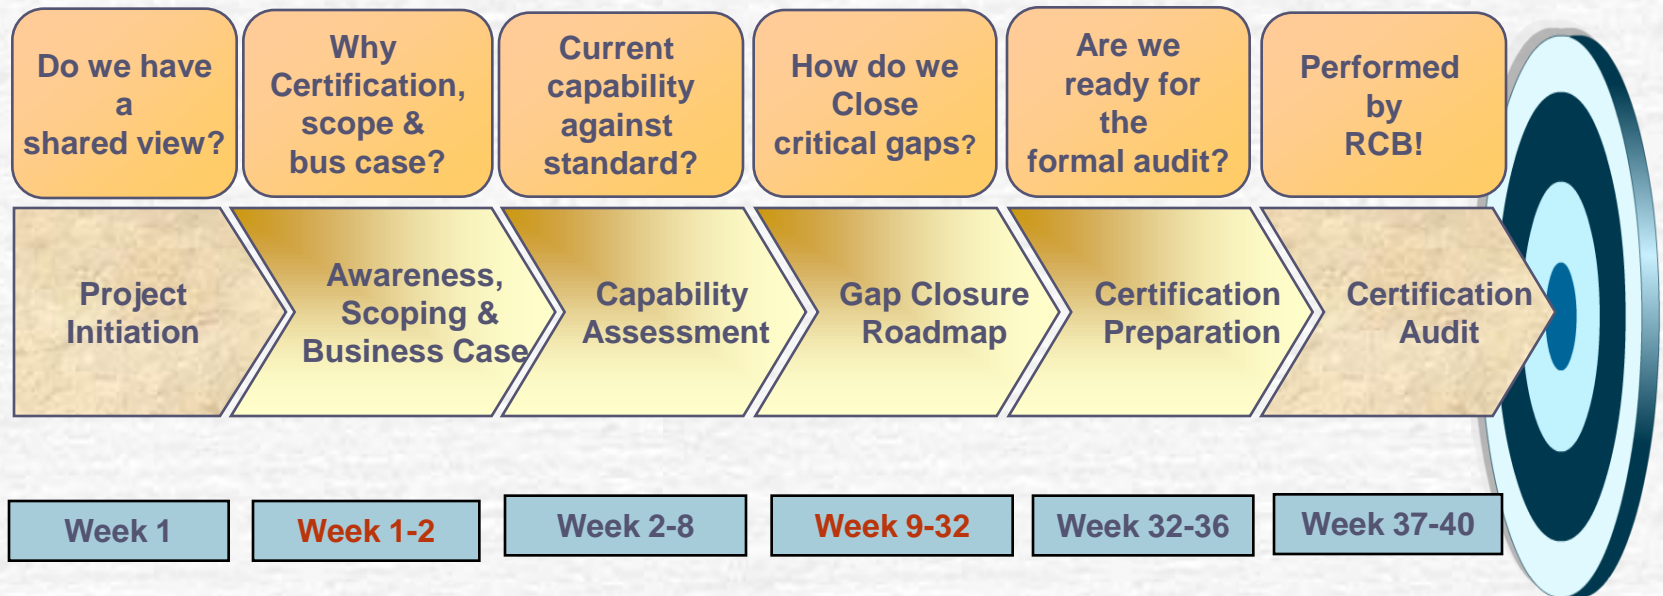 Do we have
a
shared view?
Why
Certification,
scope &
bus case?
Current
capability
against
standard?
How do we
Close
critical gaps?
Are we
ready for
the
formal audit?
Performed
by
RCB!
Project
Initiation
Awareness,
Scoping &
Business Case
Capability
Assessment
Gap Closure
Roadmap
Certification
Preparation
Certification
Audit
Week 1
Week 1-2
Week 2-8
Week 9-32
Week 32-36
Week 37-40